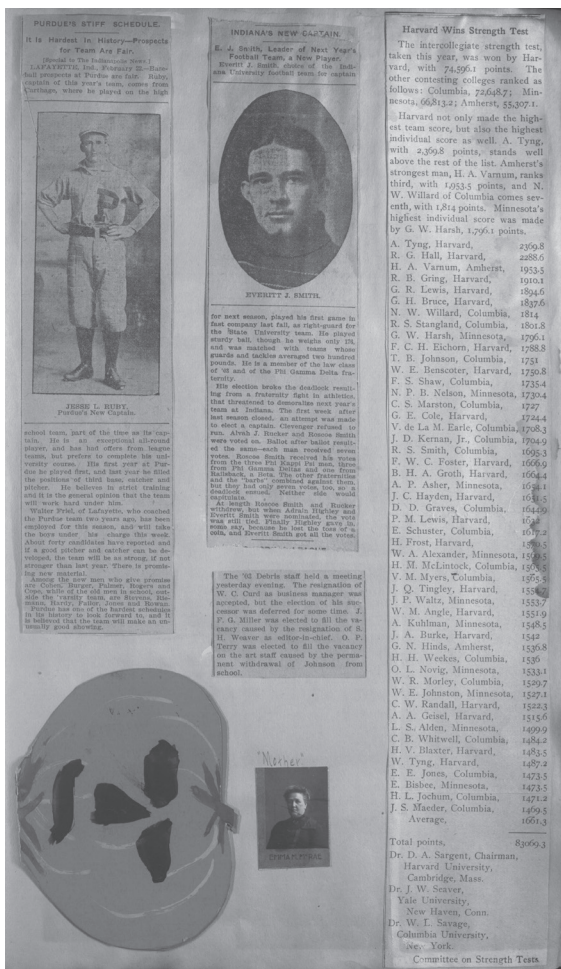 PURDUE'S STIFF SCHEDULE.
It Is Hardest In History—Prospects
for Team Are Fair.
[Special to The Indianapolis News.]
LAFAYETTE, Ind., February 25.—Base-
ball prospects at Purdue are fair. Ruby,
captain of this year's team, comes from
Carthage, where he played on the high
JESSE L. RUBY,
Purdue's New Captain.
school team, part of the time as its cap-
tain. He is an exceptional all-round
player, and has had offers from league
teams, but prefers to complete his uni-
versity course. His first year at Pur-
due he played first, and last year he filled
the positions of third base, catcher and
pitcher. He believes in strict training
and it is the general opinion that the team
will work hard under him.
Walter Friel, of Lafayette, who coached
the Purdue team two years ago, has been
employed for this season, and will take
the boys under his charge this week.
About forty candidates have reported and
if a good pitcher and catcher can be de-
veloped, the team will be as strong, if not
stronger than last year. There is promis-
ing new material.
Among the new men who give promise
are Cohen, Burger, Palmer, Rogers and
Cone, while of the old men in school, out-
side the varsity team, are Stevens,
mann, Hardy, Failor, Jones and Rowan.
Purdue has one of the hardest schedules
in its history to look forward to, and it
is believed that the team will make an un-
usually good showing.
INDIANA'S NEW CAPTAIN.
E. J. Smith, Leader of Next Year's
Football Team, a New Player.
Everitt J. Smith, choice of the Indi-
ana University football team for captain
EVERITT J. SMITH.
for next season, played his first game in
fast company last fall, as right-guard for
the State University team. He played
sturdy ball, though he weighs only 174,
and was matched with teams whose
guards and tackles averaged two hundred
pounds. He is a member of the law class
of '03 and of the Phi Gamma Delta fra-
ternity.
His election broke the deadlock result-
ing from a fraternity fight in athletics,
that threatened to demoralize next year's
team at Indiana. The first week after
last season closed, an attempt was made
to elect a captain. Clevenger refused to
run. Alvah J. Rucker and Roscoe Smith
were voted on. Ballot after ballot result-
ed the same—each man received seven
votes. Roscoe Smith received his votes
from the three Phi Kappa Psi men, three
from Phi Gamma Deltas and one from
Railsback, a Beta. The other fraternities
and the "barbs" combined against them,
but they had only seven votes, too, so a
deadlock ensued. Neither side would
capitulate.
At length Roscoe Smith and Rucker
withdrew, but when Adrain Highley and
Everitt Smith were nominated, the vote
was still tied. Finally Highley gave in,
some say, because he lost the toss of a
coin, and Everitt Smith got all the votes.
The '02 Debris staff held a meeting
yesterday evening. The resignation of
W. C. Curd as business manager was
accepted, but the election of his suc-
cessor was deferred for some time. J.
F. G. Miller was elected to fill the va-
cancy caused by the resignation of S.
H. Weaver as editor-in-chief. O. P.
Terry was elected to fill the vacancy
on the art staff caused by the perma-
nent withdrawal of Johnson from
school.
"Mother"
Harvard Wins Strength Test
The intercollegiate strength test,
taken this year, was won by Har-
vard, with 74,596.1 points. The
other contesting colleges ranked as
follows: Columbia, 72,648.7; Min-
nesota, 66,813.2; Amherst, 55,307.1.
Harvard not only made the high-
est team score, but also the highest
individual score as well. A. Tyng,
with 2,369.8 points, stands well
above the rest of the list. Amherst's
strongest man, H. A. Varnum, ranks
third, with 1,953.5 points, and N.
W. Willard of Columbia comes sev-
enth, with 1,814 points. Minnesota's
highest individual score was made
by G. W. Harsh, 1,796.1 points.
A. Tyng, Harvard, 2369.8
R. G. Hall, Harvard, 2288.6
H. A. Varnum, Amherst, 1953.5
R. B. Gring, Harvard, 1910.1
G. R. Lewis, Harvard, 1894.6
G. H. Bruce, Harvard, 1837.6
N. W. Willard, Columbia, 1814
R. S. Stangland, Columbia, 1801.8
G. W. Harsh, Minnesota, 1796.1
F. C. H. Eichorn, Harvard, 1788.8
T. B. Johnson, Columbia, 1751
W. E. Benscoter, Harvard, 1750.8
F. S. Shaw, Columbia, 1735.4
N. P. B. Nelson, Minnesota, 1730.4
C. S. Marston, Columbia, 1727
G. E. Cole, Harvard, 1724.4
V. de La M. Earle, Columbia, 1708.3
J. D. Kernan, Jr., Columbia, 1704.9
R. S. Smith, Columbia, 1695.3
F. W. C. Foster, Harvard, 1666.9
B. H. A. Groth, Harvard, 1664.4
A. P. Asher, Minnesota,
J. C. Hayden, Harvard,
D. D. Graves, Columbia,
P. M. Lewis, Harvard,
E. Schuster, Columbia,
H. Frost, Harvard,
W. A. Alexander, Minnesota,
H. M. McLintock, Columbia,
V. M. Myers, Columbia,
J. Q. Tingley, Harvard,
J. P. Waltz, Minnesota, 1553.7
W. M. Angle, Harvard, 1551.9
A. Kuhlman, Minnesota, 1548.5
J. A. Burke, Harvard, 1542
G. N. Hinds, Amherst, 1536.8
H. H. Weekes, Columbia, 1536
O. L. Novig, Minnesota, 1533.1
W. R. Morley, Columbia, 1529.7
W. E. Johnston, Minnesota, 1527.1
C. W. Randall, Harvard, 1522.3
A. A. Geisel, Harvard, 1515.6
L. S. Alden, Minnesota, 1499.9
C. B. Whitwell, Columbia, 1484.2
H. V. Blaxter, Harvard, 1483.5
W. Tyng, Harvard, 1487.2
E. E. Jones, Columbia, 1473.5
E. Bisbee, Minnesota, 1473.5
H. L. Jochum, Columbia, 1471.2
J. S. Maeder, Columbia, 1469.5
Average, 1661.3
Total points, 83069.3
Dr. D. A. Sargent, Chairman,
Harvard University,
Cambridge, Mass.
Dr. J. W. Seaver,
Yale University,
New Haven, Conn.
Dr. W. L. Savage,
Columbia University,
New York.
Committee on Strength Tests